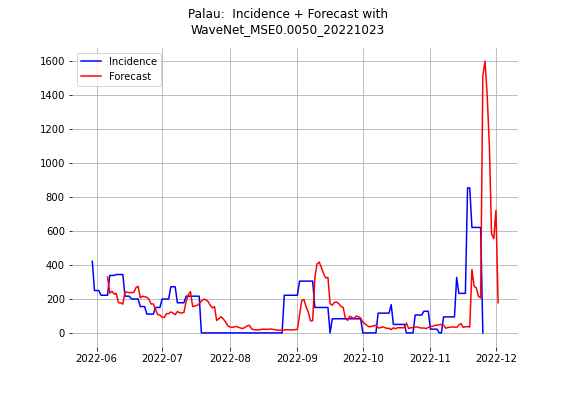 Palau:  Incidence + Forecast with
WaveNet_MSE0.0050_20221023
Incidence
Forecast
1600
1400
1200
1000
800
600
400
200
0
2022-06 2022-07 2022-08 2022-09 2022-10 2022-11 2022-12